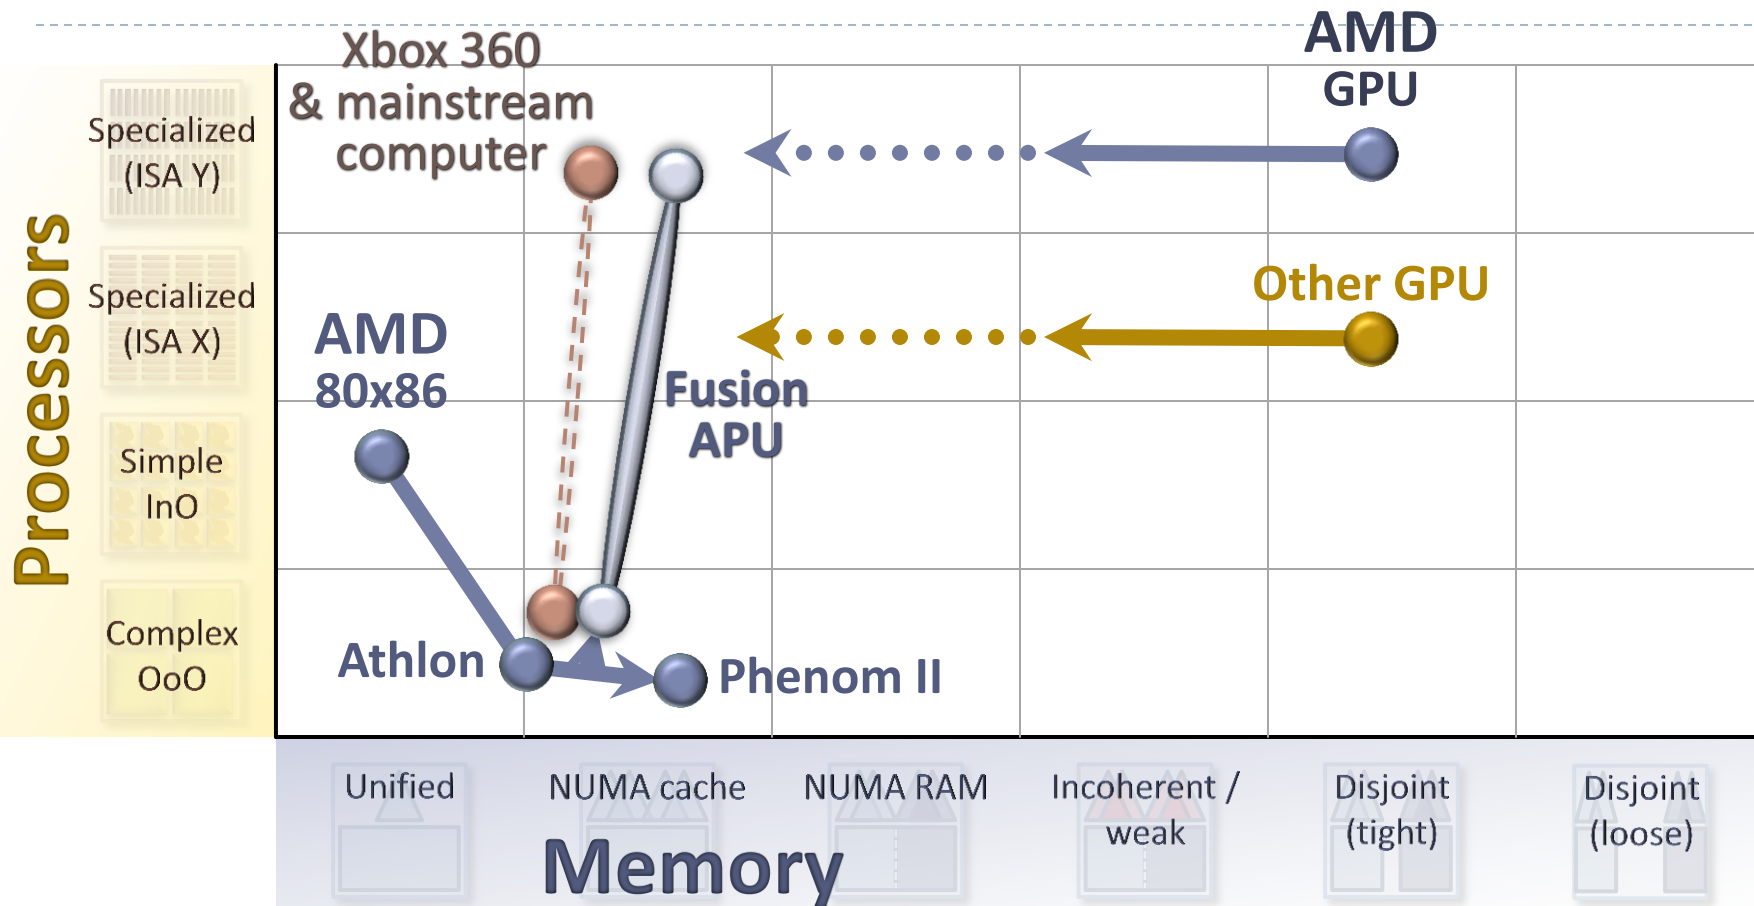 Xbox 360
& mainstream
computer
AMD
GPU
Specialized
(ISA Y)
Other GPU
Specialized
(ISA X)
AMD
80x86
Fusion
APU
Processors
Simple
InO
Complex
OoO
Athlon
Phenom II
Unified
NUMA cache
NUMA RAM
Incoherent /
weak
Disjoint
(tight)
Disjoint
(loose)
Memory